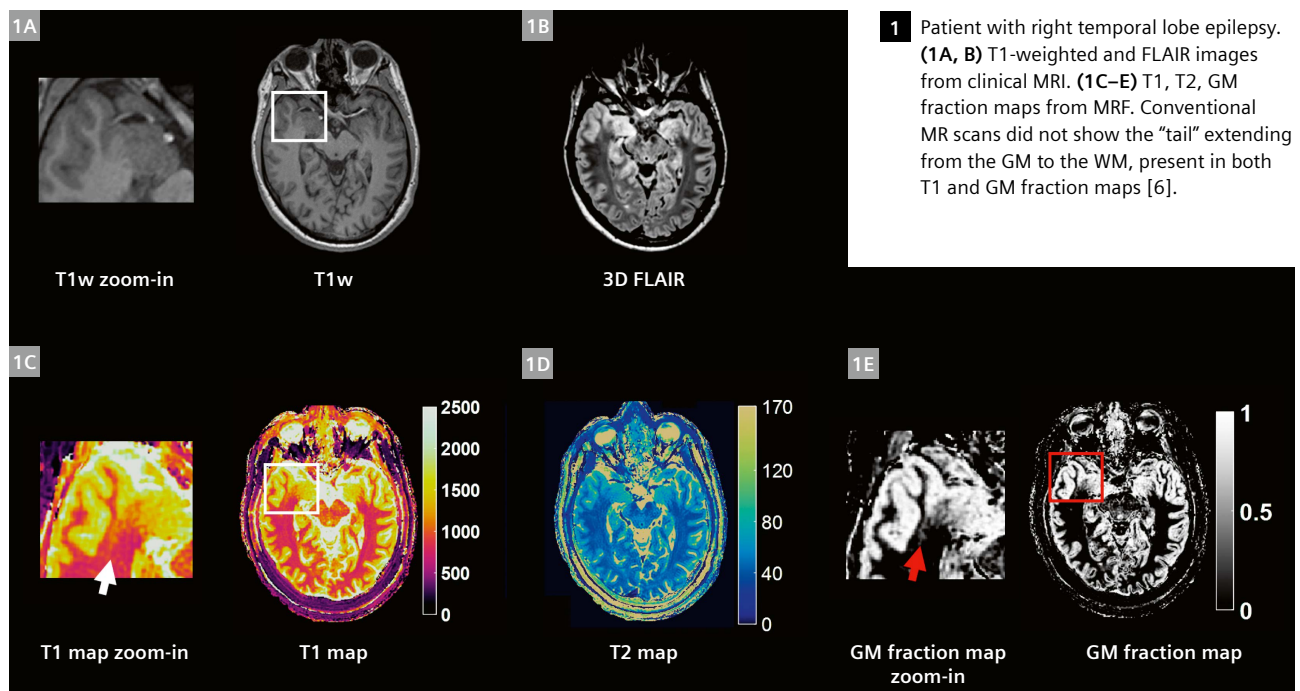 1A
1B
1 Patient with right temporal lobe epilepsy.
(1A, B) T1-weighted and FLAIR images
from clinical MRI. (1C–E) T1, T2, GM
fraction maps from MRF. Conventional
MR scans did not show the “tail” extending
from the GM to the WM, present in both
T1 and GM fraction maps [6].
T1w zoom-in
T1w
3D FLAIR
1C
1D
1E
2500
2000
1500
1000
500
0
170
120
80
40
0
1
0.5
0
T1 map zoom-in
T1 map
T2 map
GM fraction map
zoom-in
GM fraction map